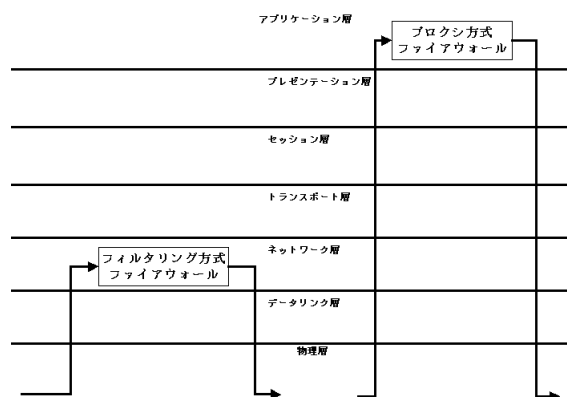 アプリケーション層
プロクシ方式
ファイアウォール
プレゼンテーション層
セッション層
トランスポート層
ネットワーク層
フィルタリング方式
ファイアウォール
データリンク層
物理層